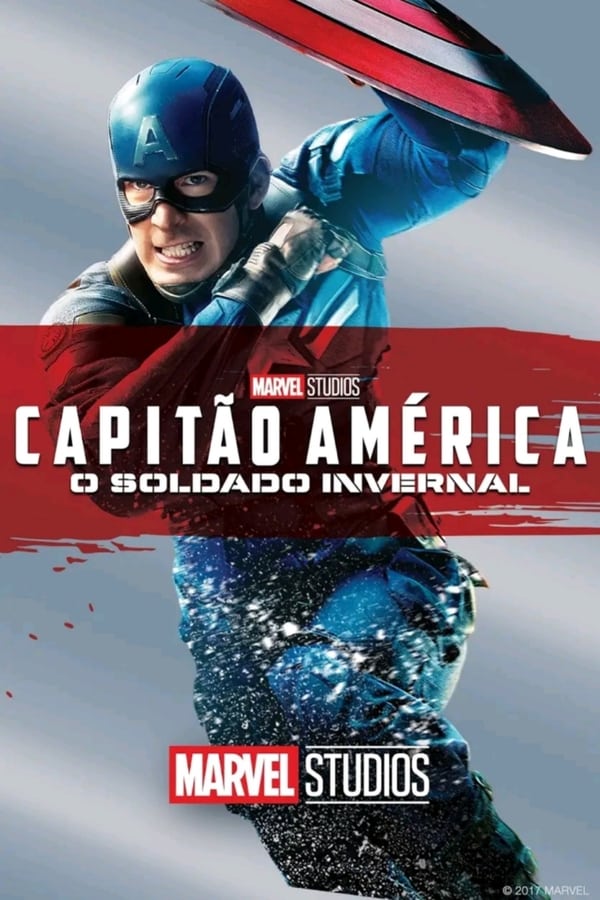 A
MARVEL STUDIOS
CAPITÃO AMÉRICA
O SOLDADO INVERNAL
MARVEL STUDIOS
© 2017 MARVEL